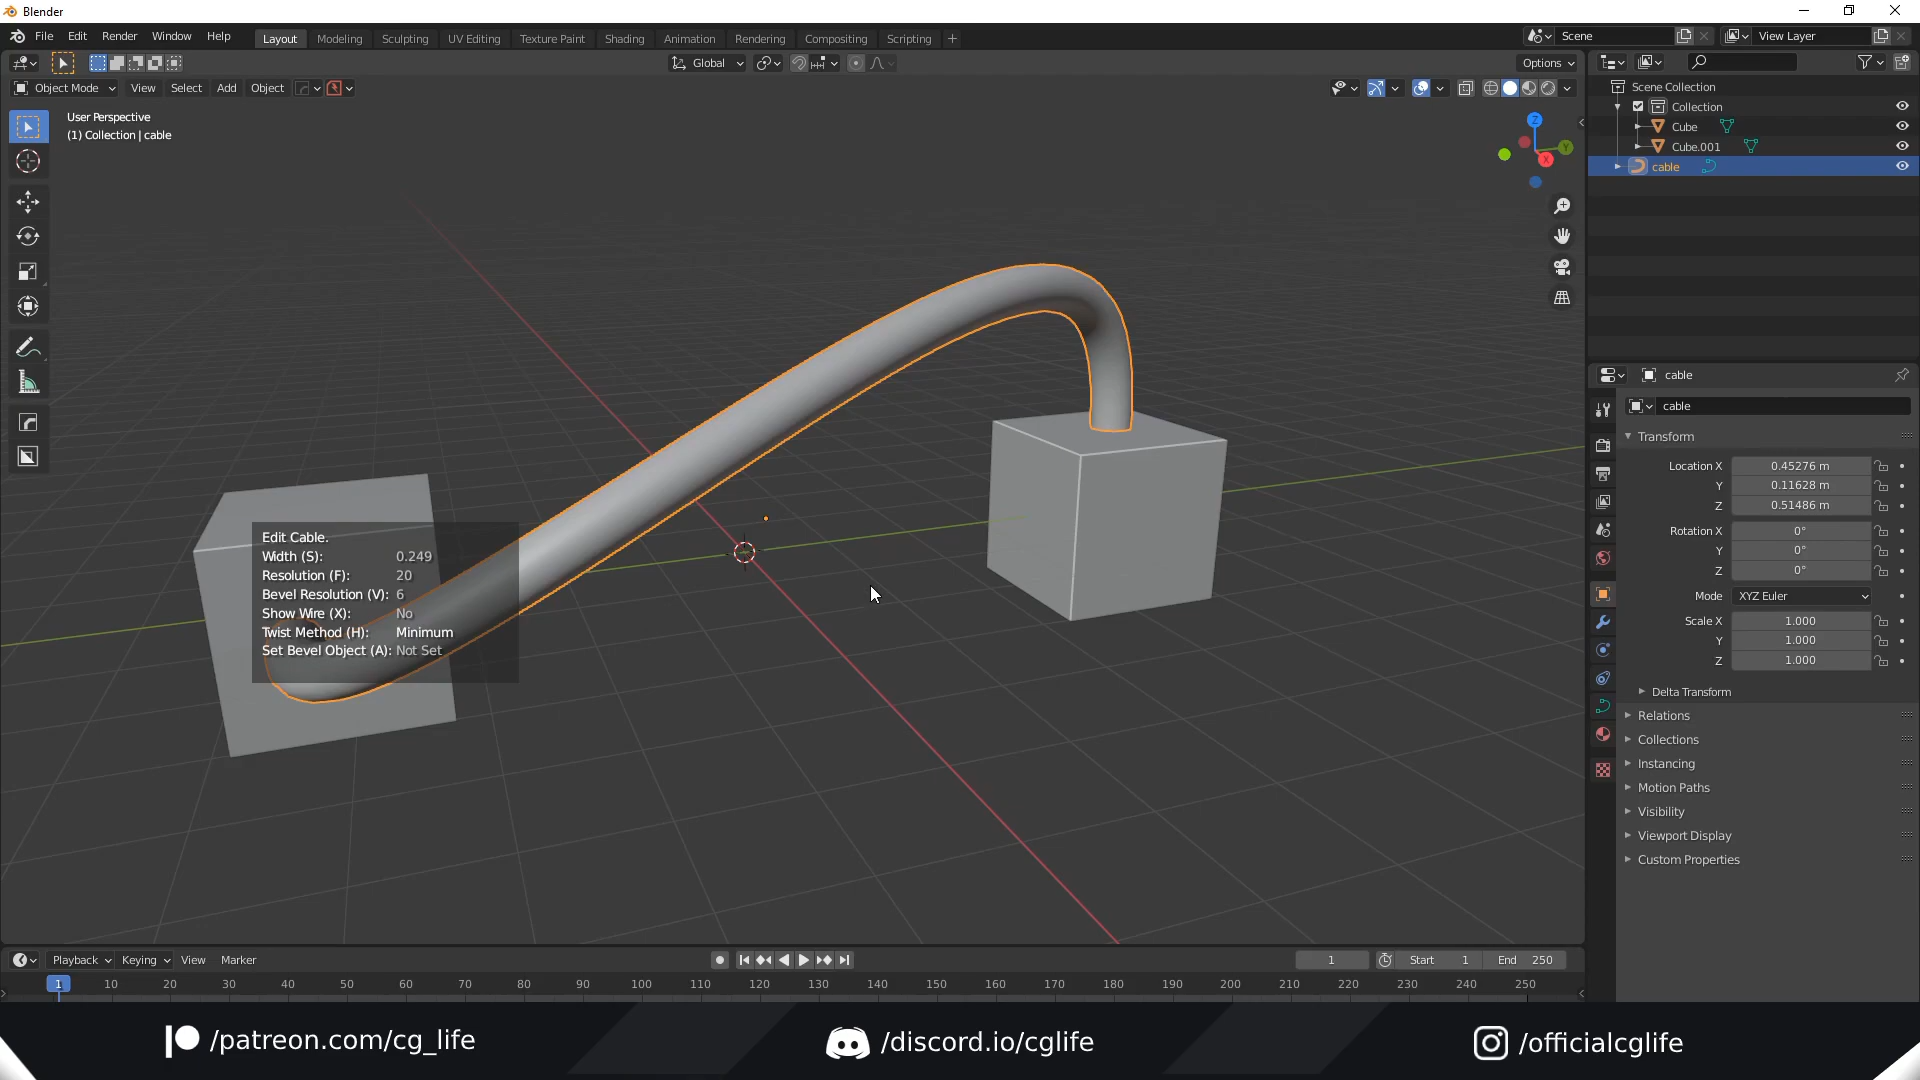 Blender
File Edit Render Window Help
Layout Modeling Sculpting UV Editing Texture Paint Shading Animation Rendering Compositing Scripting +
Scene
View Layer
Global
Options
Object Mode View Select Add Object
User Perspective
(1) Collection | cable
Z
Y
X
Edit Cable.
Width (S): 0.249
Resolution (F): 20
Bevel Resolution (V): 6
Show Wire (X): No
Twist Method (H): Minimum
Set Bevel Object (A): Not Set
Scene Collection
Collection
Cube
Cube.001
cable
cable
cable
Transform
Location X 0.45276 m
Y 0.11628 m
Z 0.51486 m
Rotation X 0°
Y 0°
Z 0°
Mode XYZ Euler
Scale X 1.000
Y 1.000
Z 1.000
Delta Transform
Relations
Collections
Instancing
Motion Paths
Visibility
Viewport Display
Custom Properties
Playback Keying View Marker
1 Start 1 End 250
1 10 20 30 40 50 60 70 80 90 100 110 120 130 140 150 160 170 180 190 200 210 220 230 240 250
/patreon.com/cg_life
/discord.io/cglife
/officialcglife